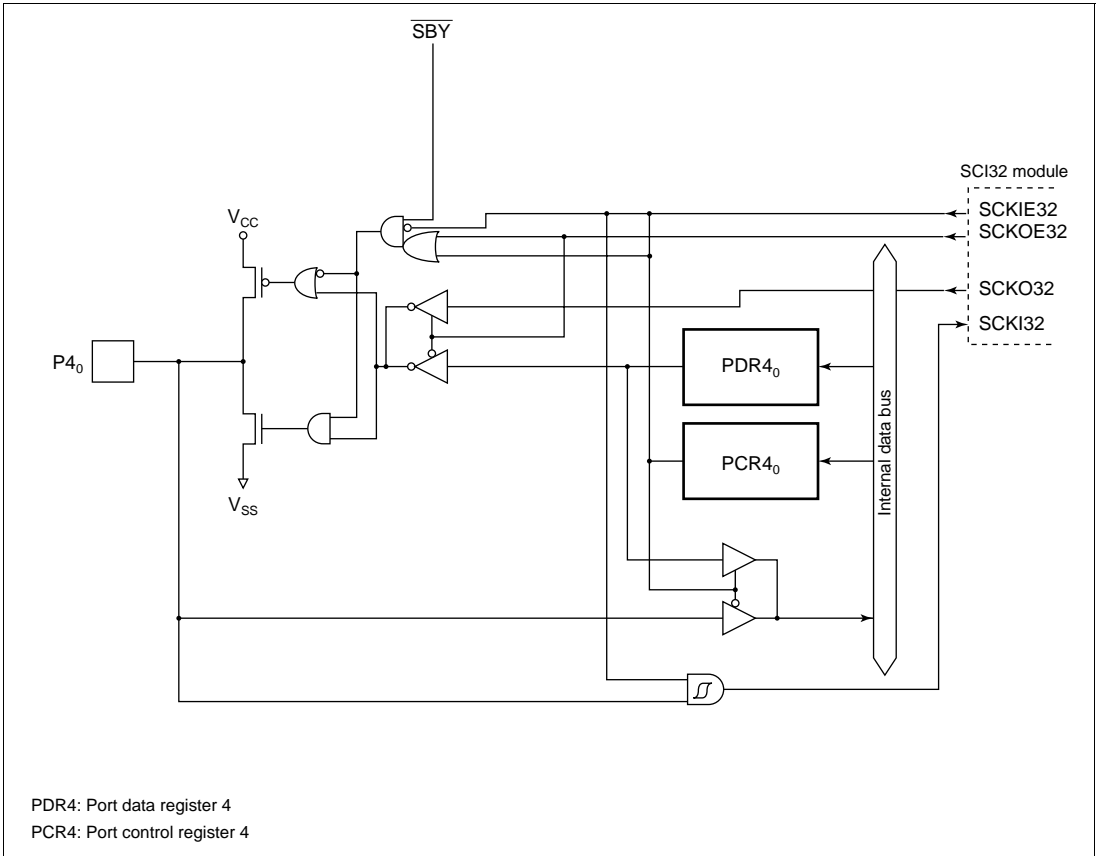 SBY
SCI32 module
VCC
SCKIE32
SCKOE32
SCKO32
SCKI32
P40
PDR40
PCR40
Internal data bus
VSS
PDR4: Port data register 4
PCR4: Port control register 4